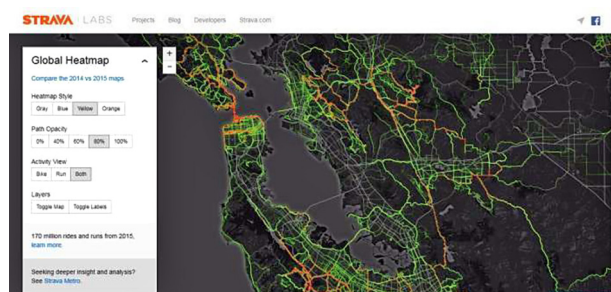 STRAVA LABS Projects Blog Developers Strava.com
Global Heatmap
Compare the 2014 vs 2015 maps
Heatmap Style
Gray Blue Yellow Orange
Path Opacity
0% 40% 60% 80% 100%
Activity View
Bike Run Both
Layers
Toggle Map Toggle Labels
170 million rides and runs from 2015,
learn more.
Seeking deeper insight and analysis?
See Strava Metro.
+
−